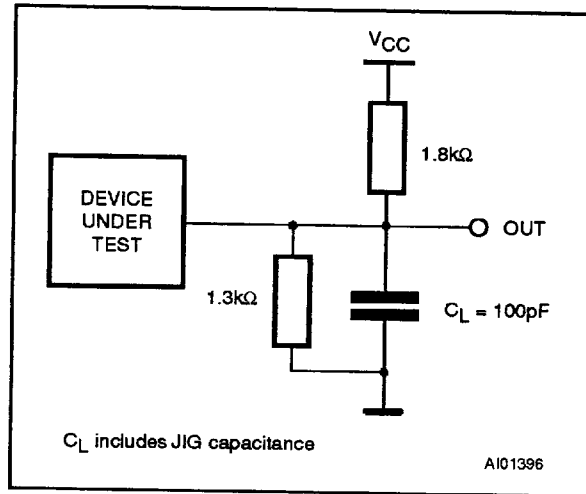 VCC
1.8kΩ
DEVICE
UNDER
TEST
OUT
1.3kΩ
CL = 100pF
CL includes JIG capacitance
AI01396